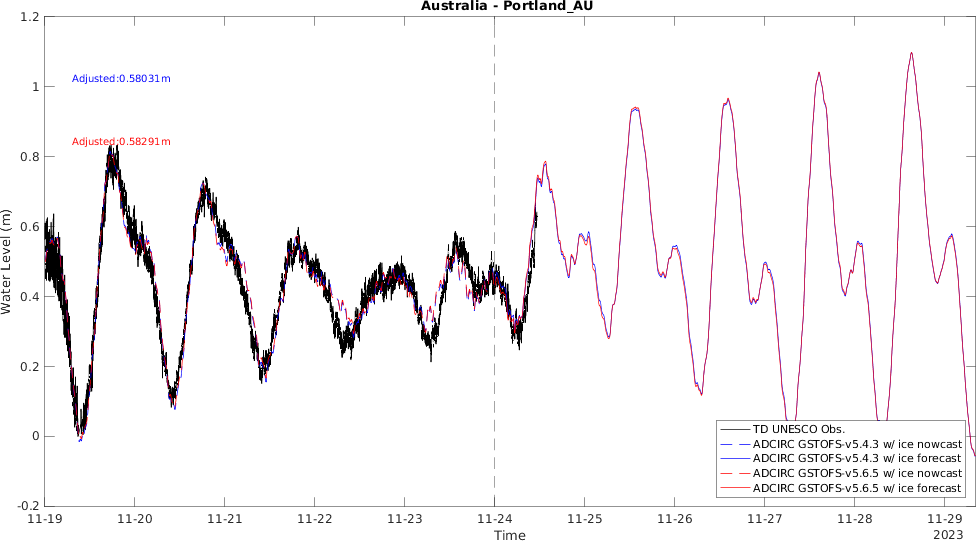 Australia - Portland_AU
1.2
1
0.8
0.6
0.4
0.2
0
-0.2
Water Level (m)
Adjusted:0.58031m
Adjusted:0.58291m
TD UNESCO Obs.
ADCIRC GSTOFS-v5.4.3 w/ ice nowcast
ADCIRC GSTOFS-v5.4.3 w/ ice forecast
ADCIRC GSTOFS-v5.6.5 w/ ice nowcast
ADCIRC GSTOFS-v5.6.5 w/ ice forecast
11-19 11-20 11-21 11-22 11-23 11-24 11-25 11-26 11-27 11-28 11-29
Time
2023